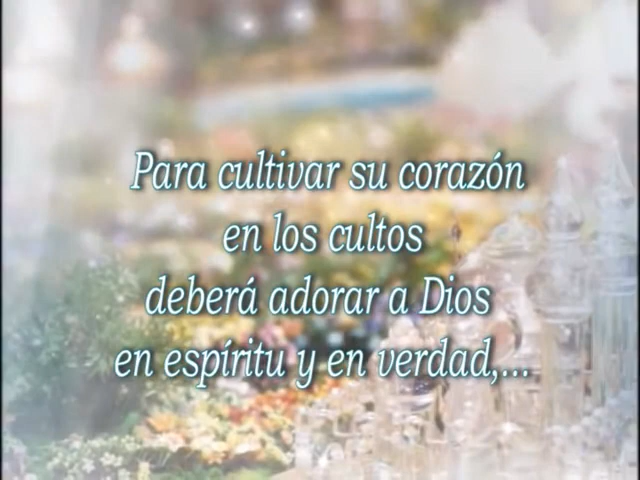 Para cultivar su corazón
en los cultos
deberá adorar a Dios
en espíritu y en verdad,...